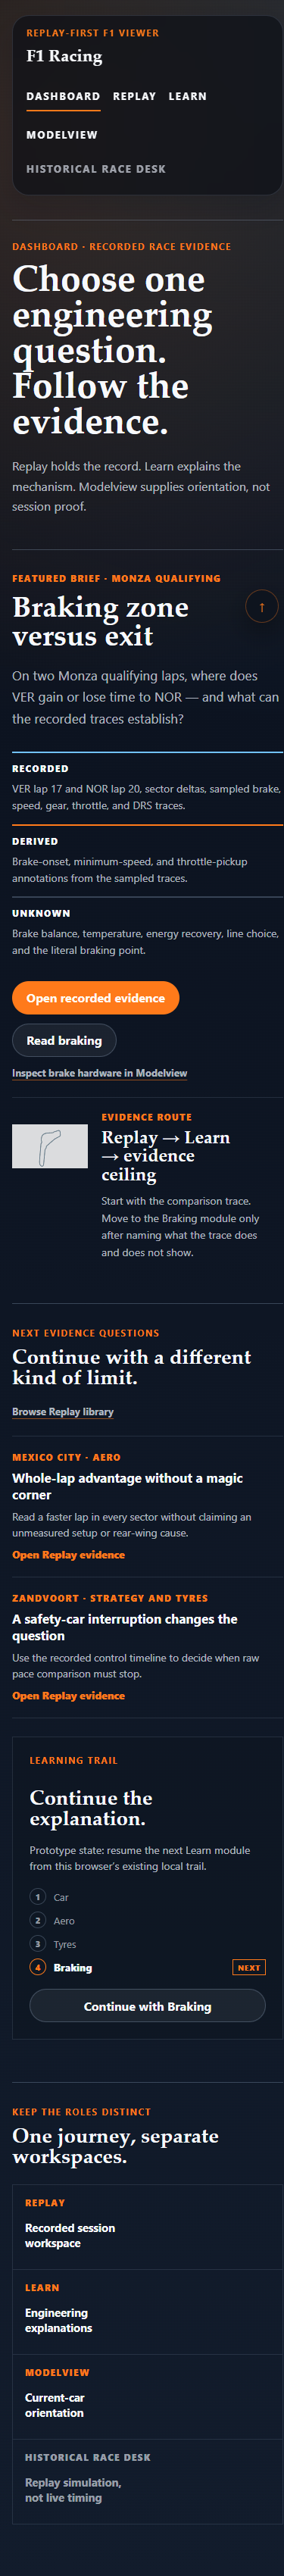 REPLAY-FIRST F1 VIEWER
F1 Racing
DASHBOARD REPLAY LEARN
MODELVIEW
HISTORICAL RACE DESK
DASHBOARD · RECORDED RACE EVIDENCE
Choose one
engineering
question.
Follow the
evidence.
Replay holds the record. Learn explains the
mechanism. Modelview supplies orientation, not
session proof.
FEATURED BRIEF · MONZA QUALIFYING
Braking zone
versus exit
↑
On two Monza qualifying laps, where does
VER gain or lose time to NOR — and what can
the recorded traces establish?
RECORDED
VER lap 17 and NOR lap 20, sector deltas, sampled brake,
speed, gear, throttle, and DRS traces.
DERIVED
Brake-onset, minimum-speed, and throttle-pickup
annotations from the sampled traces.
UNKNOWN
Brake balance, temperature, energy recovery, line choice,
and the literal braking point.
Open recorded evidence
Read braking
Inspect brake hardware in Modelview
EVIDENCE ROUTE
Replay → Learn
→ evidence
ceiling
Start with the comparison trace.
Move to the Braking module only
after naming what the trace does
and does not show.
NEXT EVIDENCE QUESTIONS
Continue with a different
kind of limit.
Browse Replay library
MEXICO CITY · AERO
Whole-lap advantage without a magic
corner
Read a faster lap in every sector without claiming an
unmeasured setup or rear-wing cause.
Open Replay evidence
ZANDVOORT · STRATEGY AND TYRES
A safety-car interruption changes the
question
Use the recorded control timeline to decide when raw
pace comparison must stop.
Open Replay evidence
LEARNING TRAIL
Continue the
explanation.
Prototype state: resume the next Learn module
from this browser's existing local trail.
1 Car
2 Aero
3 Tyres
4 Braking NEXT
Continue with Braking
KEEP THE ROLES DISTINCT
One journey, separate
workspaces.
REPLAY
Recorded session
workspace
LEARN
Engineering
explanations
MODELVIEW
Current-car
orientation
HISTORICAL RACE DESK
Replay simulation,
not live timing